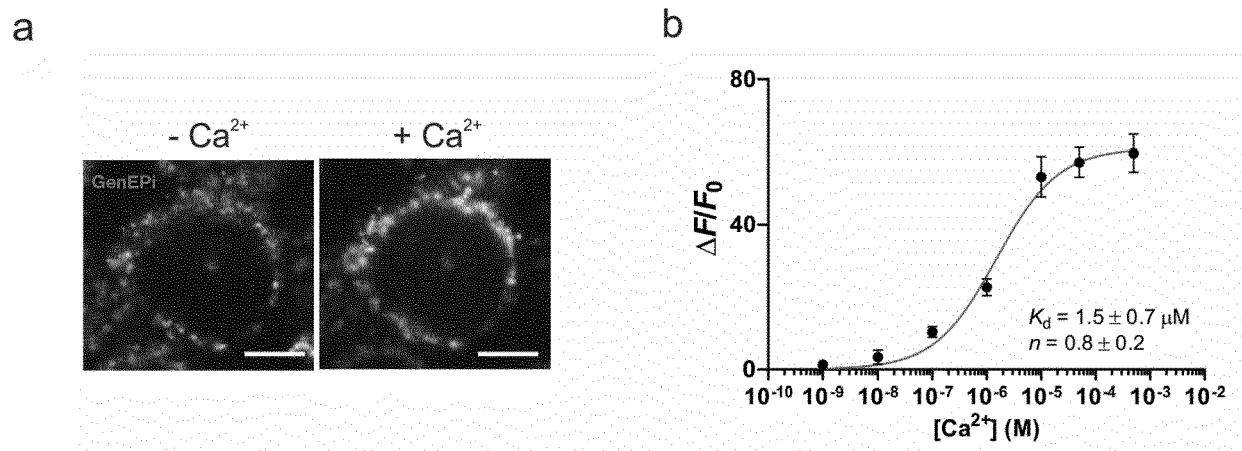 a
- Ca²⁺
+ Ca²⁺
GenEPi
b
ΔF/F₀
80
40
0
K_d = 1.5 ± 0.7 μM
n = 0.8 ± 0.2
10⁻¹⁰ 10⁻⁹ 10⁻⁸ 10⁻⁷ 10⁻⁶ 10⁻⁵ 10⁻⁴ 10⁻³ 10⁻²
[Ca²⁺] (M)